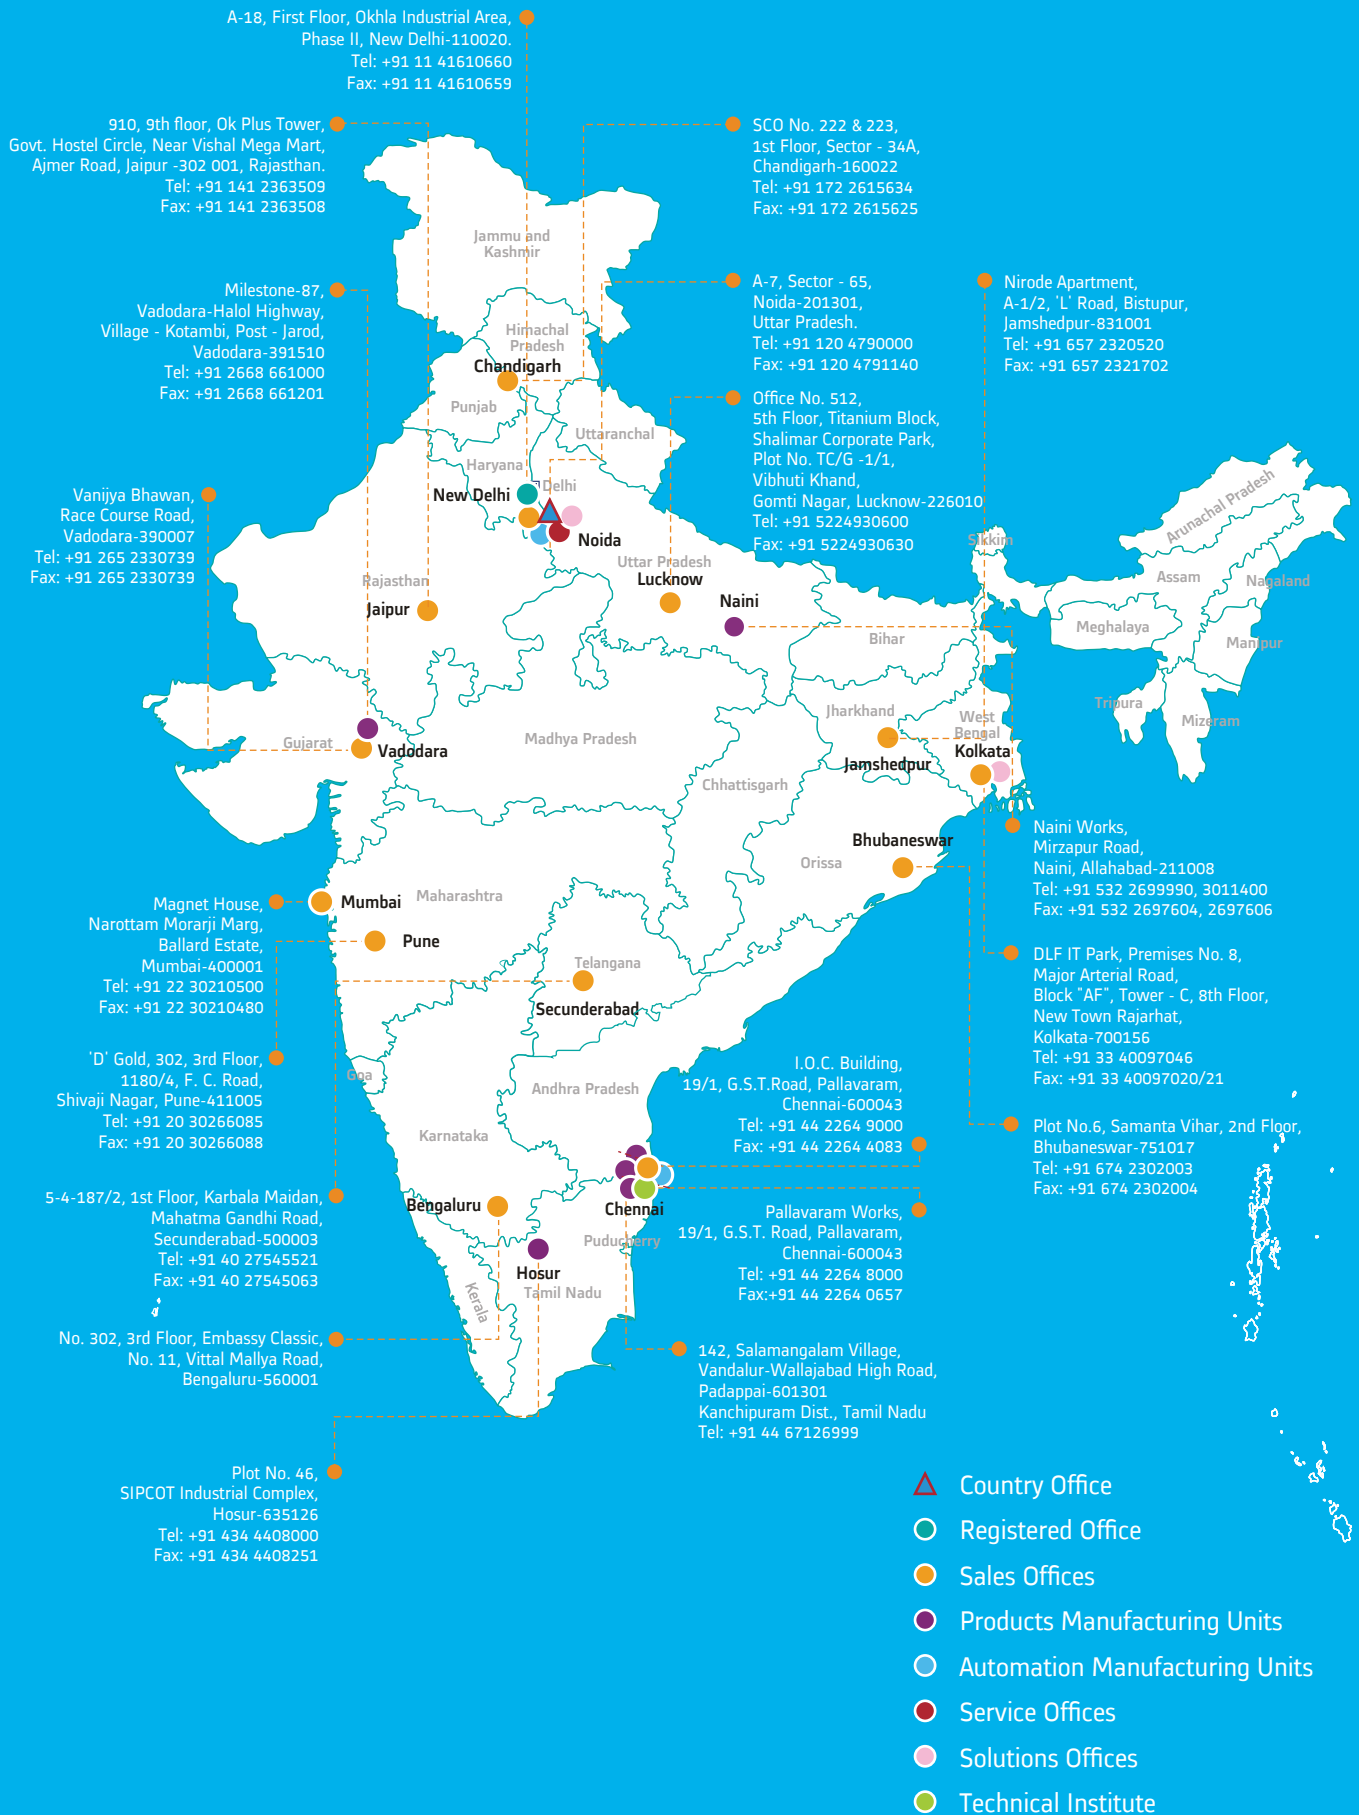 A-18, First Floor, Okhla Industrial Area,
Phase II, New Delhi-110020.
Tel: +91 11 41610660
Fax: +91 11 41610659
910, 9th floor, Ok Plus Tower,
Govt. Hostel Circle, Near Vishal Mega Mart,
Ajmer Road, Jaipur -302 001, Rajasthan.
Tel: +91 141 2363509
Fax: +91 141 2363508
SCO No. 222 & 223,
1st Floor, Sector - 34A,
Chandigarh-160022
Tel: +91 172 2615634
Fax: +91 172 2615625
Milestone-87,
Vadodara-Halol Highway,
Village - Kotambi, Post - Jarod,
Vadodara-391510
Tel: +91 2668 661000
Fax: +91 2668 661201
A-7, Sector - 65,
Noida-201301,
Uttar Pradesh.
Tel: +91 120 4790000
Fax: +91 120 4791140
Nirode Apartment,
A-1/2, 'L' Road, Bistupur,
Jamshedpur-831001
Tel: +91 657 2320520
Fax: +91 657 2321702
Office No. 512,
5th Floor, Titanium Block,
Shalimar Corporate Park,
Plot No. TC/G -1/1,
Vibhuti Khand,
Gomti Nagar, Lucknow-226010
Tel: +91 5224930600
Fax: +91 5224930630
Vanijya Bhawan,
Race Course Road,
Vadodara-390007
Tel: +91 265 2330739
Fax: +91 265 2330739
Jammu and
Kashmir
Himachal
Pradesh
Chandigarh
Punjab
Uttaranchal
Haryana
Delhi
New Delhi
Noida
Uttar Pradesh
Lucknow
Naini
Rajasthan
Jaipur
Sikkim
Arunachal Pradesh
Assam
Nagaland
Meghalaya
Manipur
Tripura
Mizeram
Bihar
Jharkhand
West
Bengal
Kolkata
Jamshedpur
Gujarat
Vadodara
Madhya Pradesh
Chhattisgarh
Bhubaneswar
Orissa
Mumbai
Maharashtra
Pune
Telangana
Secunderabad
Goa
Andhra Pradesh
Karnataka
Bengaluru
Chennai
Puducherry
Hosur
Tamil Nadu
Kerala
Naini Works,
Mirzapur Road,
Naini, Allahabad-211008
Tel: +91 532 2699990, 3011400
Fax: +91 532 2697604, 2697606
Magnet House,
Narottam Morarji Marg,
Ballard Estate,
Mumbai-400001
Tel: +91 22 30210500
Fax: +91 22 30210480
DLF IT Park, Premises No. 8,
Major Arterial Road,
Block "AF", Tower - C, 8th Floor,
New Town Rajarhat,
Kolkata-700156
Tel: +91 33 40097046
Fax: +91 33 40097020/21
'D' Gold, 302, 3rd Floor,
1180/4, F. C. Road,
Shivaji Nagar, Pune-411005
Tel: +91 20 30266085
Fax: +91 20 30266088
I.O.C. Building,
19/1, G.S.T.Road, Pallavaram,
Chennai-600043
Tel: +91 44 2264 9000
Fax: +91 44 2264 4083
Plot No.6, Samanta Vihar, 2nd Floor,
Bhubaneswar-751017
Tel: +91 674 2302003
Fax: +91 674 2302004
5-4-187/2, 1st Floor, Karbala Maidan,
Mahatma Gandhi Road,
Secunderabad-500003
Tel: +91 40 27545521
Fax: +91 40 27545063
Pallavaram Works,
19/1, G.S.T. Road, Pallavaram,
Chennai-600043
Tel: +91 44 2264 8000
Fax:+91 44 2264 0657
No. 302, 3rd Floor, Embassy Classic,
No. 11, Vittal Mallya Road,
Bengaluru-560001
142, Salamangalam Village,
Vandalur-Wallajabad High Road,
Padappai-601301
Kanchipuram Dist., Tamil Nadu
Tel: +91 44 67126999
Plot No. 46,
SIPCOT Industrial Complex,
Hosur-635126
Tel: +91 434 4408000
Fax: +91 434 4408251
Country Office
Registered Office
Sales Offices
Products Manufacturing Units
Automation Manufacturing Units
Service Offices
Solutions Offices
Technical Institute